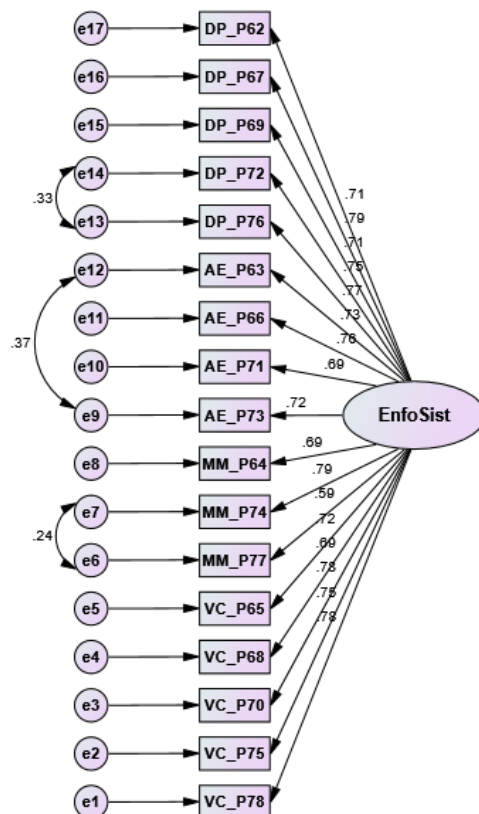 e17 DP_P62
e16 DP_P67
e15 DP_P69
e14 DP_P72
.33
e13 DP_P76
e12 AE_P63
e11 AE_P66
.37
e10 AE_P71
e9 AE_P73
e8 MM_P64
e7 MM_P74
.24
e6 MM_P77
e5 VC_P65
e4 VC_P68
e3 VC_P70
e2 VC_P75
e1 VC_P78
.71
.79
.71
.75
.77
.73
.76
.69
.72
EnfoSist
.69
.79
.59
.72
.69
.78
.75
.78